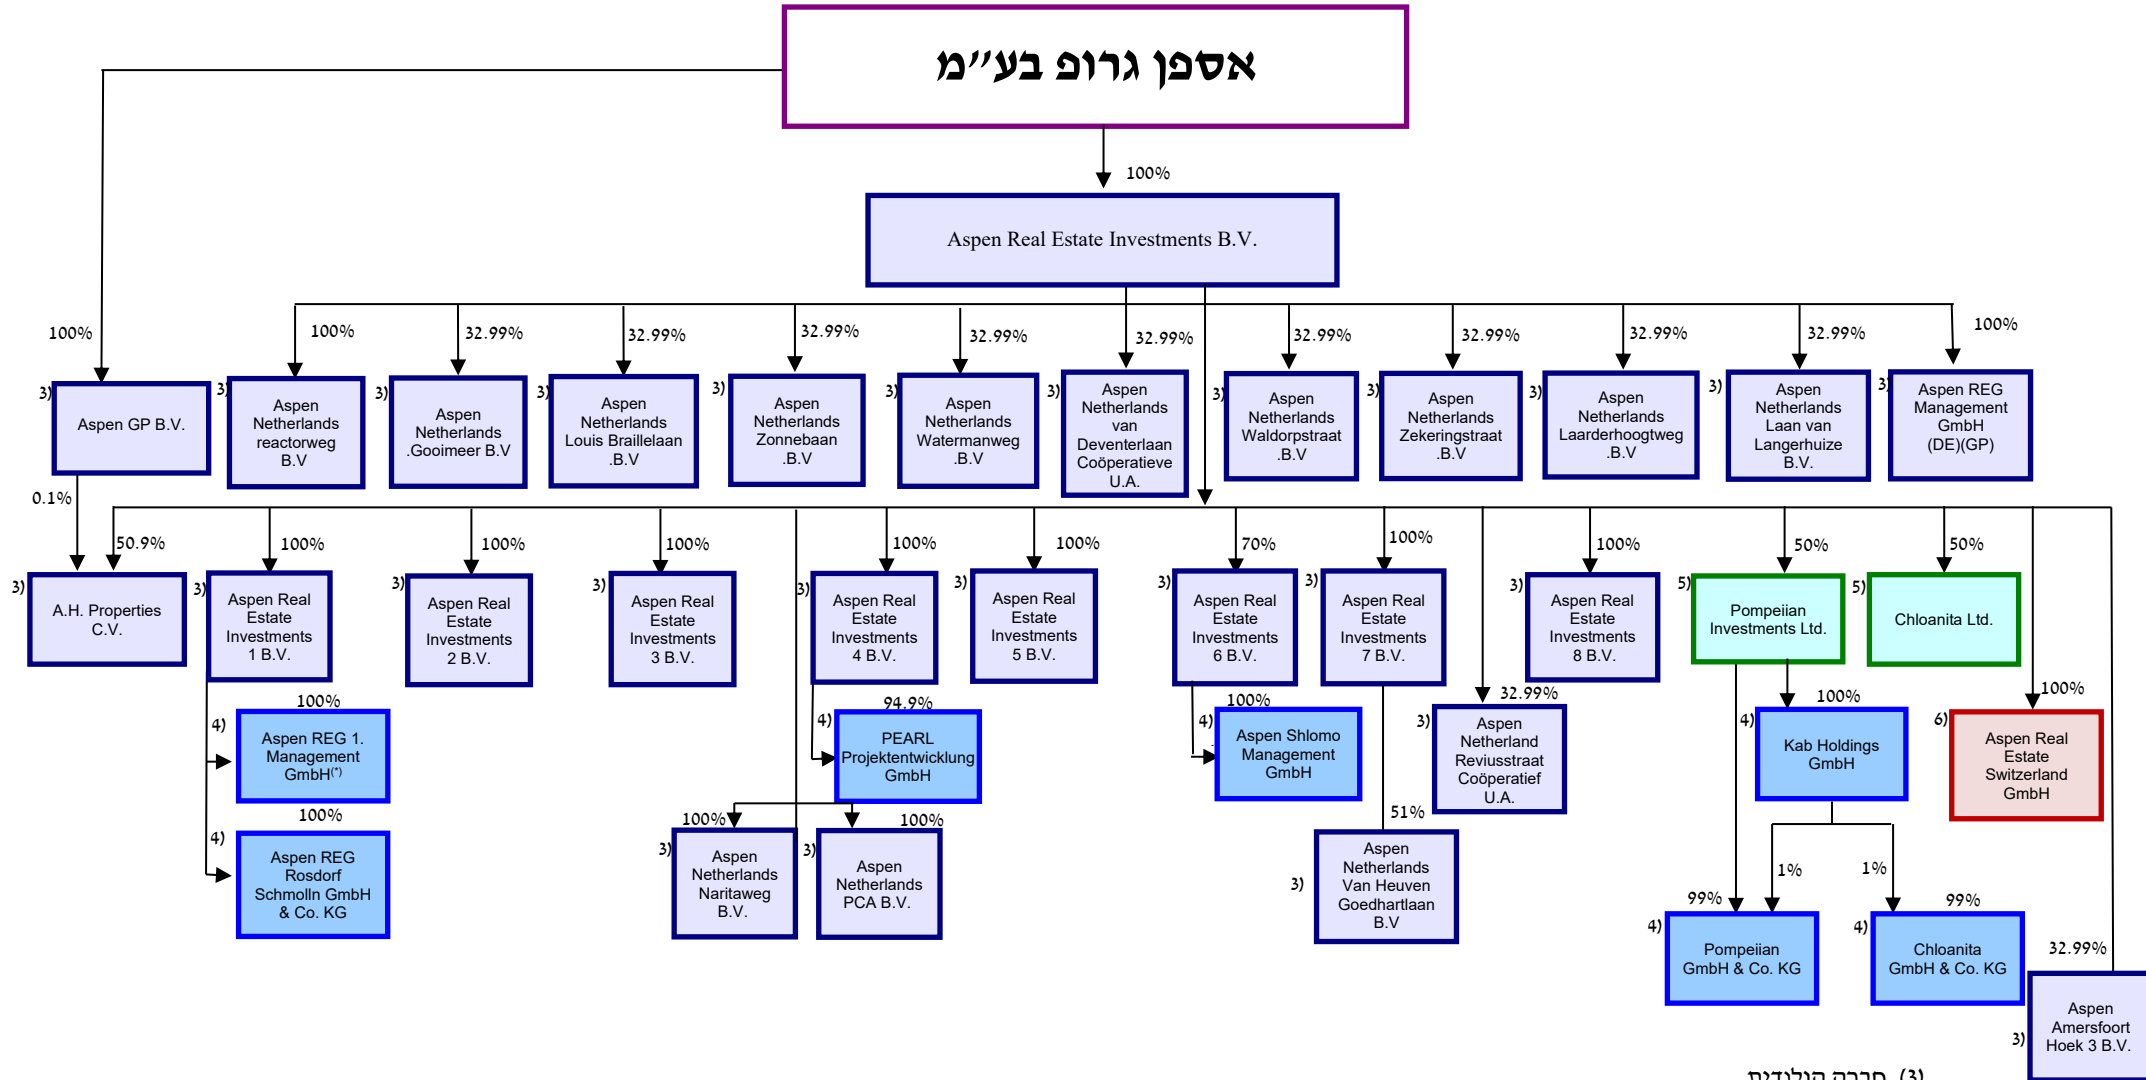 אספן גרופ בע״מ
100%
Aspen Real Estate Investments B.V.
100%
100%
32.99%
32.99%
32.99%
32.99%
32.99%
32.99%
32.99%
32.99%
32.99%
100%
3)
Aspen GP B.V.
3)
Aspen
Netherlands
reactorweg
B.V
3)
Aspen
Netherlands
.Gooimeer B.V
3)
Aspen
Netherlands
Louis Braillelaan
.B.V
3)
Aspen
Netherlands
Zonnebaan
.B.V
3)
Aspen
Netherlands
Watermanweg
.B.V
3)
Aspen
Netherlands
van
Deventerlaan
Coöperatieve
U.A.
3)
Aspen
Netherlands
Waldorpstraat
.B.V
3)
Aspen
Netherlands
Zekeringstraat
.B.V
3)
Aspen
Netherlands
Laarderhoogtweg
.B.V
3)
Aspen
Netherlands
Laan van
Langerhuize
B.V.
3)
Aspen REG
Management
GmbH
(DE)(GP)
0.1%
50.9%
100%
100%
100%
100%
100%
70%
100%
100%
50%
50%
3)
A.H. Properties
C.V.
3)
Aspen Real
Estate
Investments
1 B.V.
3)
Aspen Real
Estate
Investments
2 B.V.
3)
Aspen Real
Estate
Investments
3 B.V.
3)
Aspen Real
Estate
Investments
4 B.V.
3)
Aspen Real
Estate
Investments
5 B.V.
3)
Aspen Real
Estate
Investments
6 B.V.
3)
Aspen Real
Estate
Investments
7 B.V.
3)
Aspen Real
Estate
Investments
8 B.V.
5)
Pompeiian
Investments Ltd.
5)
Chloanita Ltd.
100%
4)
Aspen REG 1.
Management
GmbH(*)
94.9%
4)
PEARL
Projektentwicklung
GmbH
100%
4)
Aspen Shlomo
Management
GmbH
32.99%
3)
Aspen
Netherland
Reviusstraat
Coöperatief
U.A.
100%
4)
Kab Holdings
GmbH
100%
6)
Aspen Real
Estate
Switzerland
GmbH
100%
4)
Aspen REG
Rosdorf
Schmolln GmbH
& Co. KG
100%
3)
Aspen
Netherlands
Naritaweg
B.V.
100%
3)
Aspen
Netherlands
PCA B.V.
51%
3)
Aspen
Netherlands
Van Heuven
Goedhartlaan
B.V
1%
1%
99%
4)
Pompeiian
GmbH & Co. KG
99%
4)
Chloanita
GmbH & Co. KG
32.99%
3)
Aspen
Amersfoort
Hoek 3 B.V.
(3) חברה הולנדית